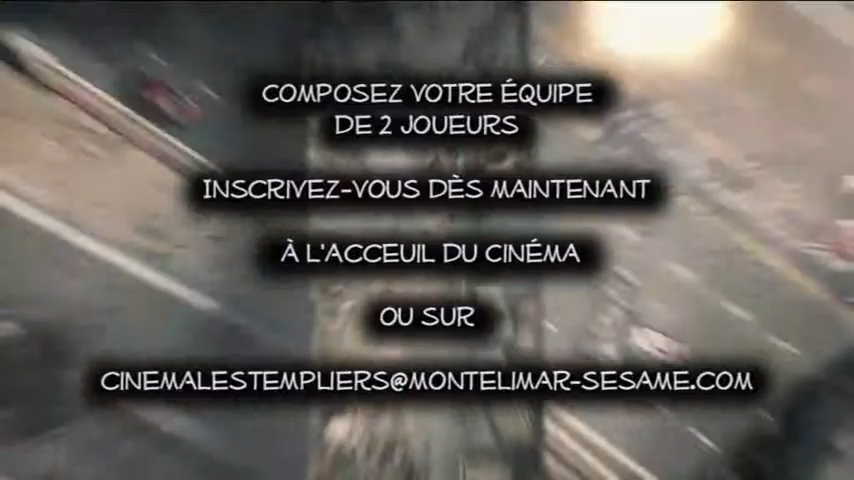 COMPOSEZ VOTRE ÉQUIPE
DE 2 JOUEURS
INSCRIVEZ-VOUS DÈS MAINTENANT
À L'ACCEUIL DU CINÉMA
OU SUR
CINEMALESTEMPLIERS@MONTELIMAR-SESAME.COM